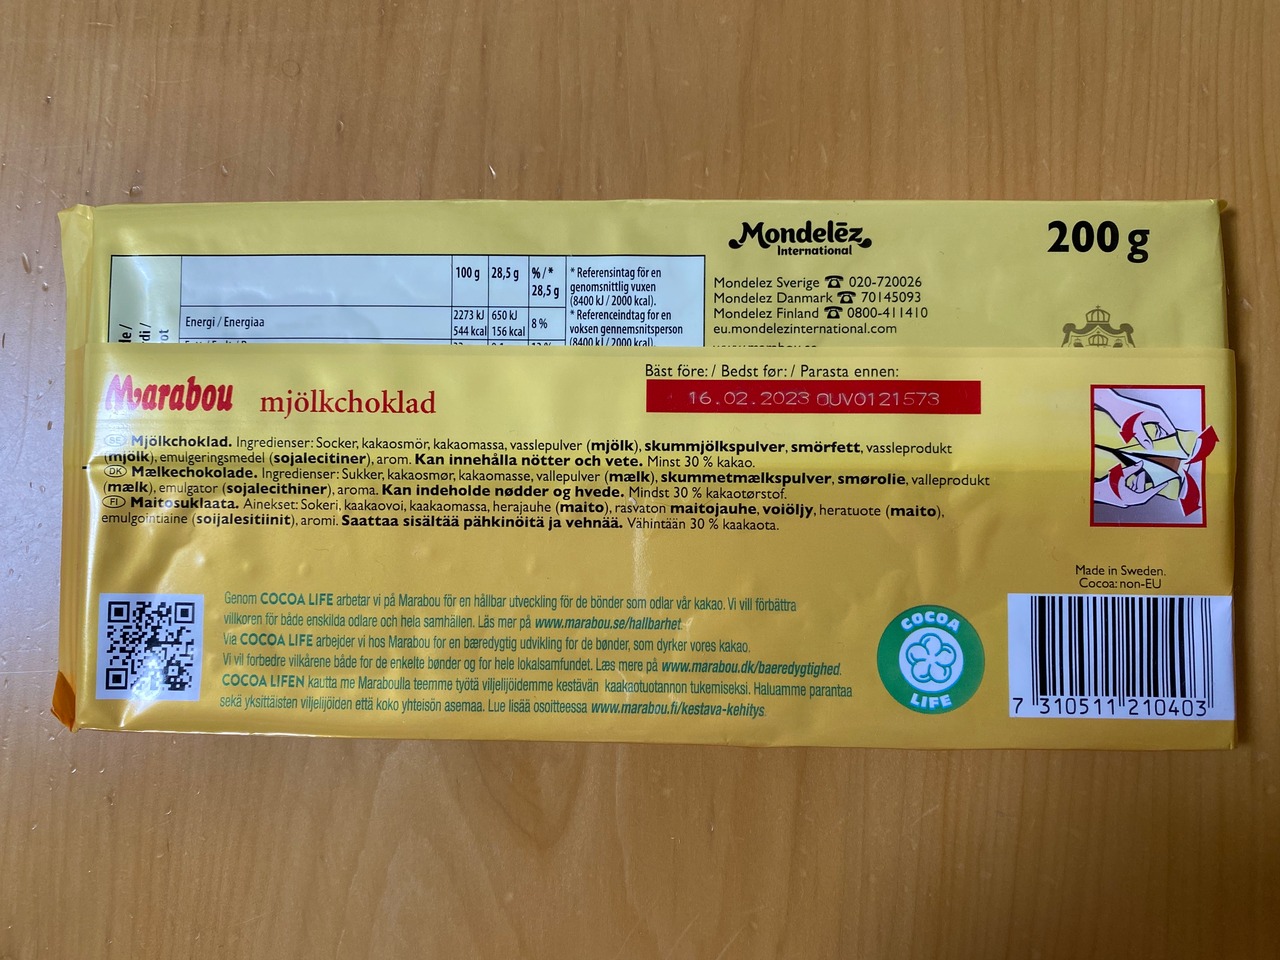 Mondelēz
International
200 g
100 g 28,5 g % / *
28,5 g
* Referensintag för en
genomsnittlig vuxen
(8400 kJ / 2000 kcal).
* Referenceindtag for en
voksen gennemsnitsperson
(8400 kJ / 2000 kcal).
Energi / Energiaa
2273 kJ 650 kJ
544 kcal 156 kcal
8 %
Mondelez Sverige ☎ 020-720026
Mondelez Danmark ☎ 70145093
Mondelez Finland ☎ 0800-411410
eu.mondelezinternational.com
Marabou mjölkchoklad
Bäst före: / Bedst før: / Parasta ennen:
16.02.2023 OUV0121573
SE Mjölkchoklad. Ingredienser: Socker, kakaosmör, kakaomassa, vasslepulver (mjölk), skummjölkspulver, smörfett, vassleprodukt
(mjölk), emulgeringsmedel (sojalecitiner), arom. Kan innehålla nötter och vete. Minst 30 % kakao.
DK Mælkechokolade. Ingredienser: Sukker, kakaosmør, kakaomasse, vallepulver (mælk), skummetmælkspulver, smørolie, valleprodukt
(mælk), emulgator (sojalecithiner), aroma. Kan indeholde nødder og hvede. Mindst 30 % kakaotørstof.
FI Maitosuklaata. Ainekset: Sokeri, kaakaovoi, kaakaomassa, herajauhe (maito), rasvaton maitojauhe, voiöljy, heratuote (maito),
emulgointiaine (soijalesitiinit), aromi. Saattaa sisältää pähkinöitä ja vehnää. Vähintään 30 % kaakaota.
Made in Sweden.
Cocoa: non-EU
Genom COCOA LIFE arbetar vi på Marabou för en hållbar utveckling för de bönder som odlar vår kakao. Vi vill förbättra
villkoren för både enskilda odlare och hela samhällen. Läs mer på www.marabou.se/hallbarhet
Via COCOA LIFE arbejder vi hos Marabou for en bæredygtig udvikling for de bønder, som dyrker vores kakao.
Vi vil forbedre vilkårene både for de enkelte bønder og for hele lokalsamfundet. Læs mere på www.marabou.dk/baeredygtighed.
COCOA LIFEN kautta me Maraboulla teemme työtä viljelijöidemme kestävän kaakaotuotannon tukemiseksi. Haluamme parantaa
sekä yksittäisten viljelijöiden että koko yhteisön asemaa. Lue lisää osoitteessa www.marabou.fi/kestava-kehitys.
COCOA
LIFE
7 310511 210403